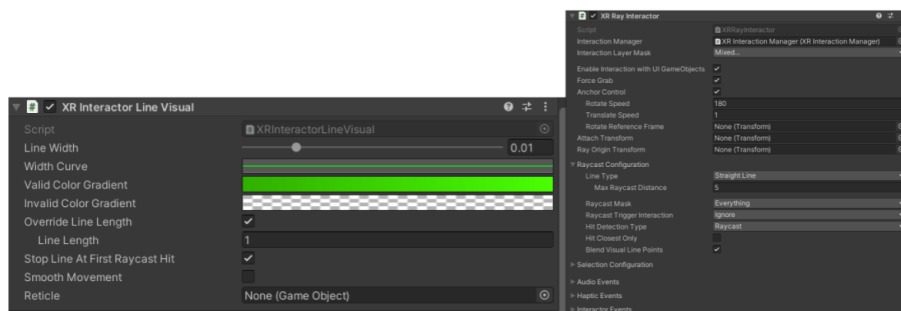 XR Interactor Line Visual
Script XRInteractorLineVisual
Line Width 0.01
Width Curve
Valid Color Gradient
Invalid Color Gradient
Override Line Length
Line Length 1
Stop Line At First Raycast Hit
Smooth Movement
Reticle None (Game Object)
XR Ray Interactor
Script XRRayInteractor
Interaction Manager XR Interaction Manager (XR Interaction Manager)
Interaction Layer Mask Mixed...
Enable Interaction with UI GameObjects
Force Grab
Anchor Control
Rotate Speed 180
Translate Speed 1
Rotate Reference Frame None (Transform)
Attach Transform None (Transform)
Ray Origin Transform None (Transform)
Raycast Configuration
Line Type Straight Line
Max Raycast Distance 5
Raycast Mask Everything
Raycast Trigger Interaction Ignore
Hit Detection Type Raycast
Hit Closest Only
Blend Visual Line Points
Selection Configuration
Audio Events
Haptic Events
Interactor Events